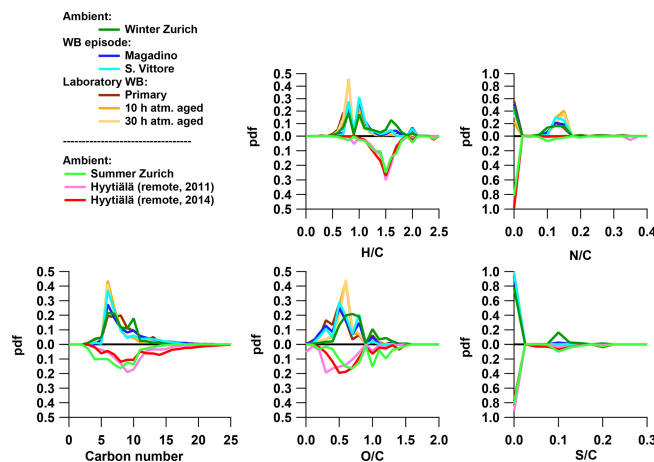 Ambient:
Winter Zurich
WB episode:
Magadino
S. Vittore
Laboratory WB:
Primary
10 h atm. aged
30 h atm. aged
--------------------------------
Ambient:
Summer Zurich
Hyytiälä (remote, 2011)
Hyytiälä (remote, 2014)
pdf
0.5
0.4
0.3
0.2
0.1
0.0
0.1
0.2
0.3
0.4
0.5
0.0 0.5 1.0 1.5 2.0 2.5
H/C
pdf
1.0
0.8
0.6
0.4
0.2
0.0
0.2
0.4
0.6
0.8
1.0
0.0 0.1 0.2 0.3 0.4
N/C
pdf
0.5
0.4
0.3
0.2
0.1
0.0
0.1
0.2
0.3
0.4
0.5
0 5 10 15 20 25
Carbon number
pdf
0.5
0.4
0.3
0.2
0.1
0.0
0.1
0.2
0.3
0.4
0.5
0.0 0.5 1.0 1.5 2.0
O/C
pdf
1.0
0.8
0.6
0.4
0.2
0.0
0.2
0.4
0.6
0.8
1.0
0.0 0.1 0.2 0.3
S/C